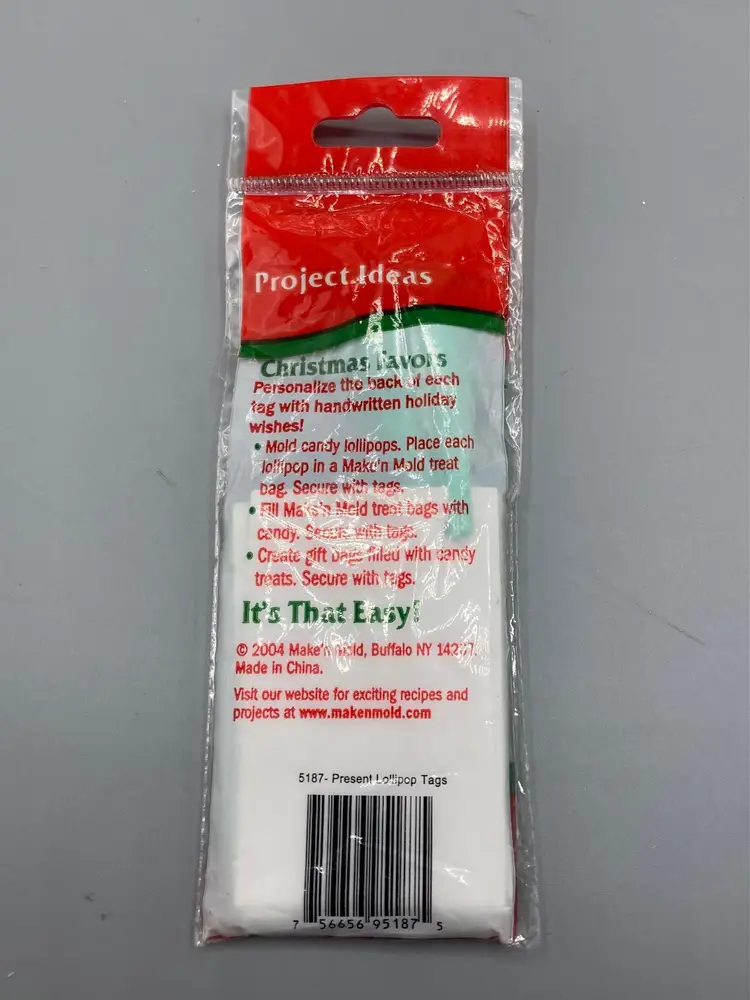 Project Ideas
Christmas Favors
Personalize the back of each
tag with handwritten holiday
wishes!
• Mold candy lollipops. Place each
lollipop in a Make'n Mold treat
bag. Secure with tags.
• Fill Make'n Mold treat bags with
candy. Secure with tags.
• Create gift bags filled with candy
treats. Secure with tags.
It's That Easy!
© 2004 Make'n Mold, Buffalo NY
Made in China.
Visit our website for exciting recipes and
projects at www.makenmold.com
5187- Present Lollipop Tags
7 56656 95187 5